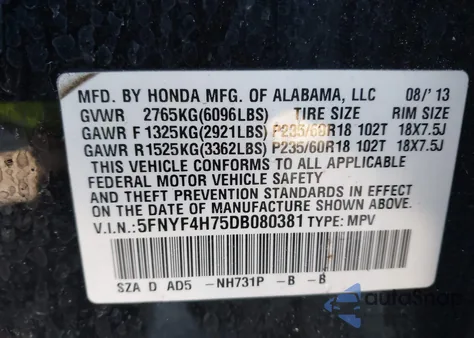 MFD. BY HONDA MFG. OF ALABAMA, LLC 08/'13
GVWR 2765KG(6096LBS) TIRE SIZE RIM SIZE
GAWR F 1325KG(2921LBS) P235/60R18 102T 18X7.5J
GAWR R 1525KG(3362LBS) P235/60R18 102T 18X7.5J
THIS VEHICLE CONFORMS TO ALL APPLICABLE
FEDERAL MOTOR VEHICLE SAFETY
AND THEFT PREVENTION STANDARDS IN EFFECT
ON THE DATE OF MANUFACTURE SHOWN ABOVE.
V.I.N.: 5FNYF4H75DB080381 TYPE: MPV
SZA D AD5 -NH731P -B -B
autoSnap